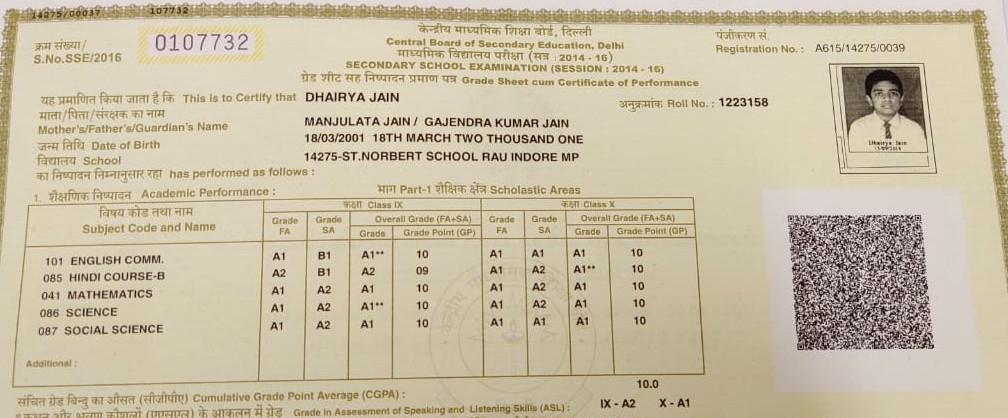 14275/00037 107732
क्रम संख्या/
S.No.SSE/2016
0107732
केन्द्रीय माध्यमिक शिक्षा बोर्ड, दिल्ली
Central Board of Secondary Education, Delhi
माध्यमिक विद्यालय परीक्षा (सत्र : 2014 - 16)
SECONDARY SCHOOL EXAMINATION (SESSION : 2014 - 16)
ग्रेड शीट सह निष्पादन प्रमाण पत्र Grade Sheet cum Certificate of Performance
पंजीकरण सं.
Registration No. : A615/14275/0039
यह प्रमाणित किया जाता है कि This is to Certify that DHAIRYA JAIN
अनुक्रमांक Roll No. : 1223158
माता/पिता/संरक्षक का नाम
Mother's/Father's/Guardian's Name MANJULATA JAIN / GAJENDRA KUMAR JAIN
जन्म तिथि Date of Birth 18/03/2001 18TH MARCH TWO THOUSAND ONE
विद्यालय School 14275-ST.NORBERT SCHOOL RAU INDORE MP
का निष्पादन निम्नानुसार रहा has performed as follows :
Dhairya Jain
1. शैक्षणिक निष्पादन Academic Performance : भाग Part-1 शैक्षिक क्षेत्र Scholastic Areas
विषय कोड तथा नाम
Subject Code and Name
कक्षा Class IX कक्षा Class X
Grade FA Grade SA Overall Grade (FA+SA) Grade FA Grade SA Overall Grade (FA+SA)
Grade Grade Point (GP) Grade Grade Point (GP)
101 ENGLISH COMM. A1 B1 A1** 10 A1 A1 A1 10
085 HINDI COURSE-B A2 B1 A2 09 A1 A2 A1** 10
041 MATHEMATICS A1 A2 A1 10 A1 A2 A1 10
086 SCIENCE A1 A2 A1** 10 A1 A2 A1 10
087 SOCIAL SCIENCE A1 A2 A1 10 A1 A1 A1 10
Additional :
संचित ग्रेड बिन्दु का औसत (सीजीपीए) Cumulative Grade Point Average (CGPA) : 10.0
के आकलन में ग्रेड Grade in Assessment of Speaking and Listening Skills (ASL) : IX - A2 X - A1